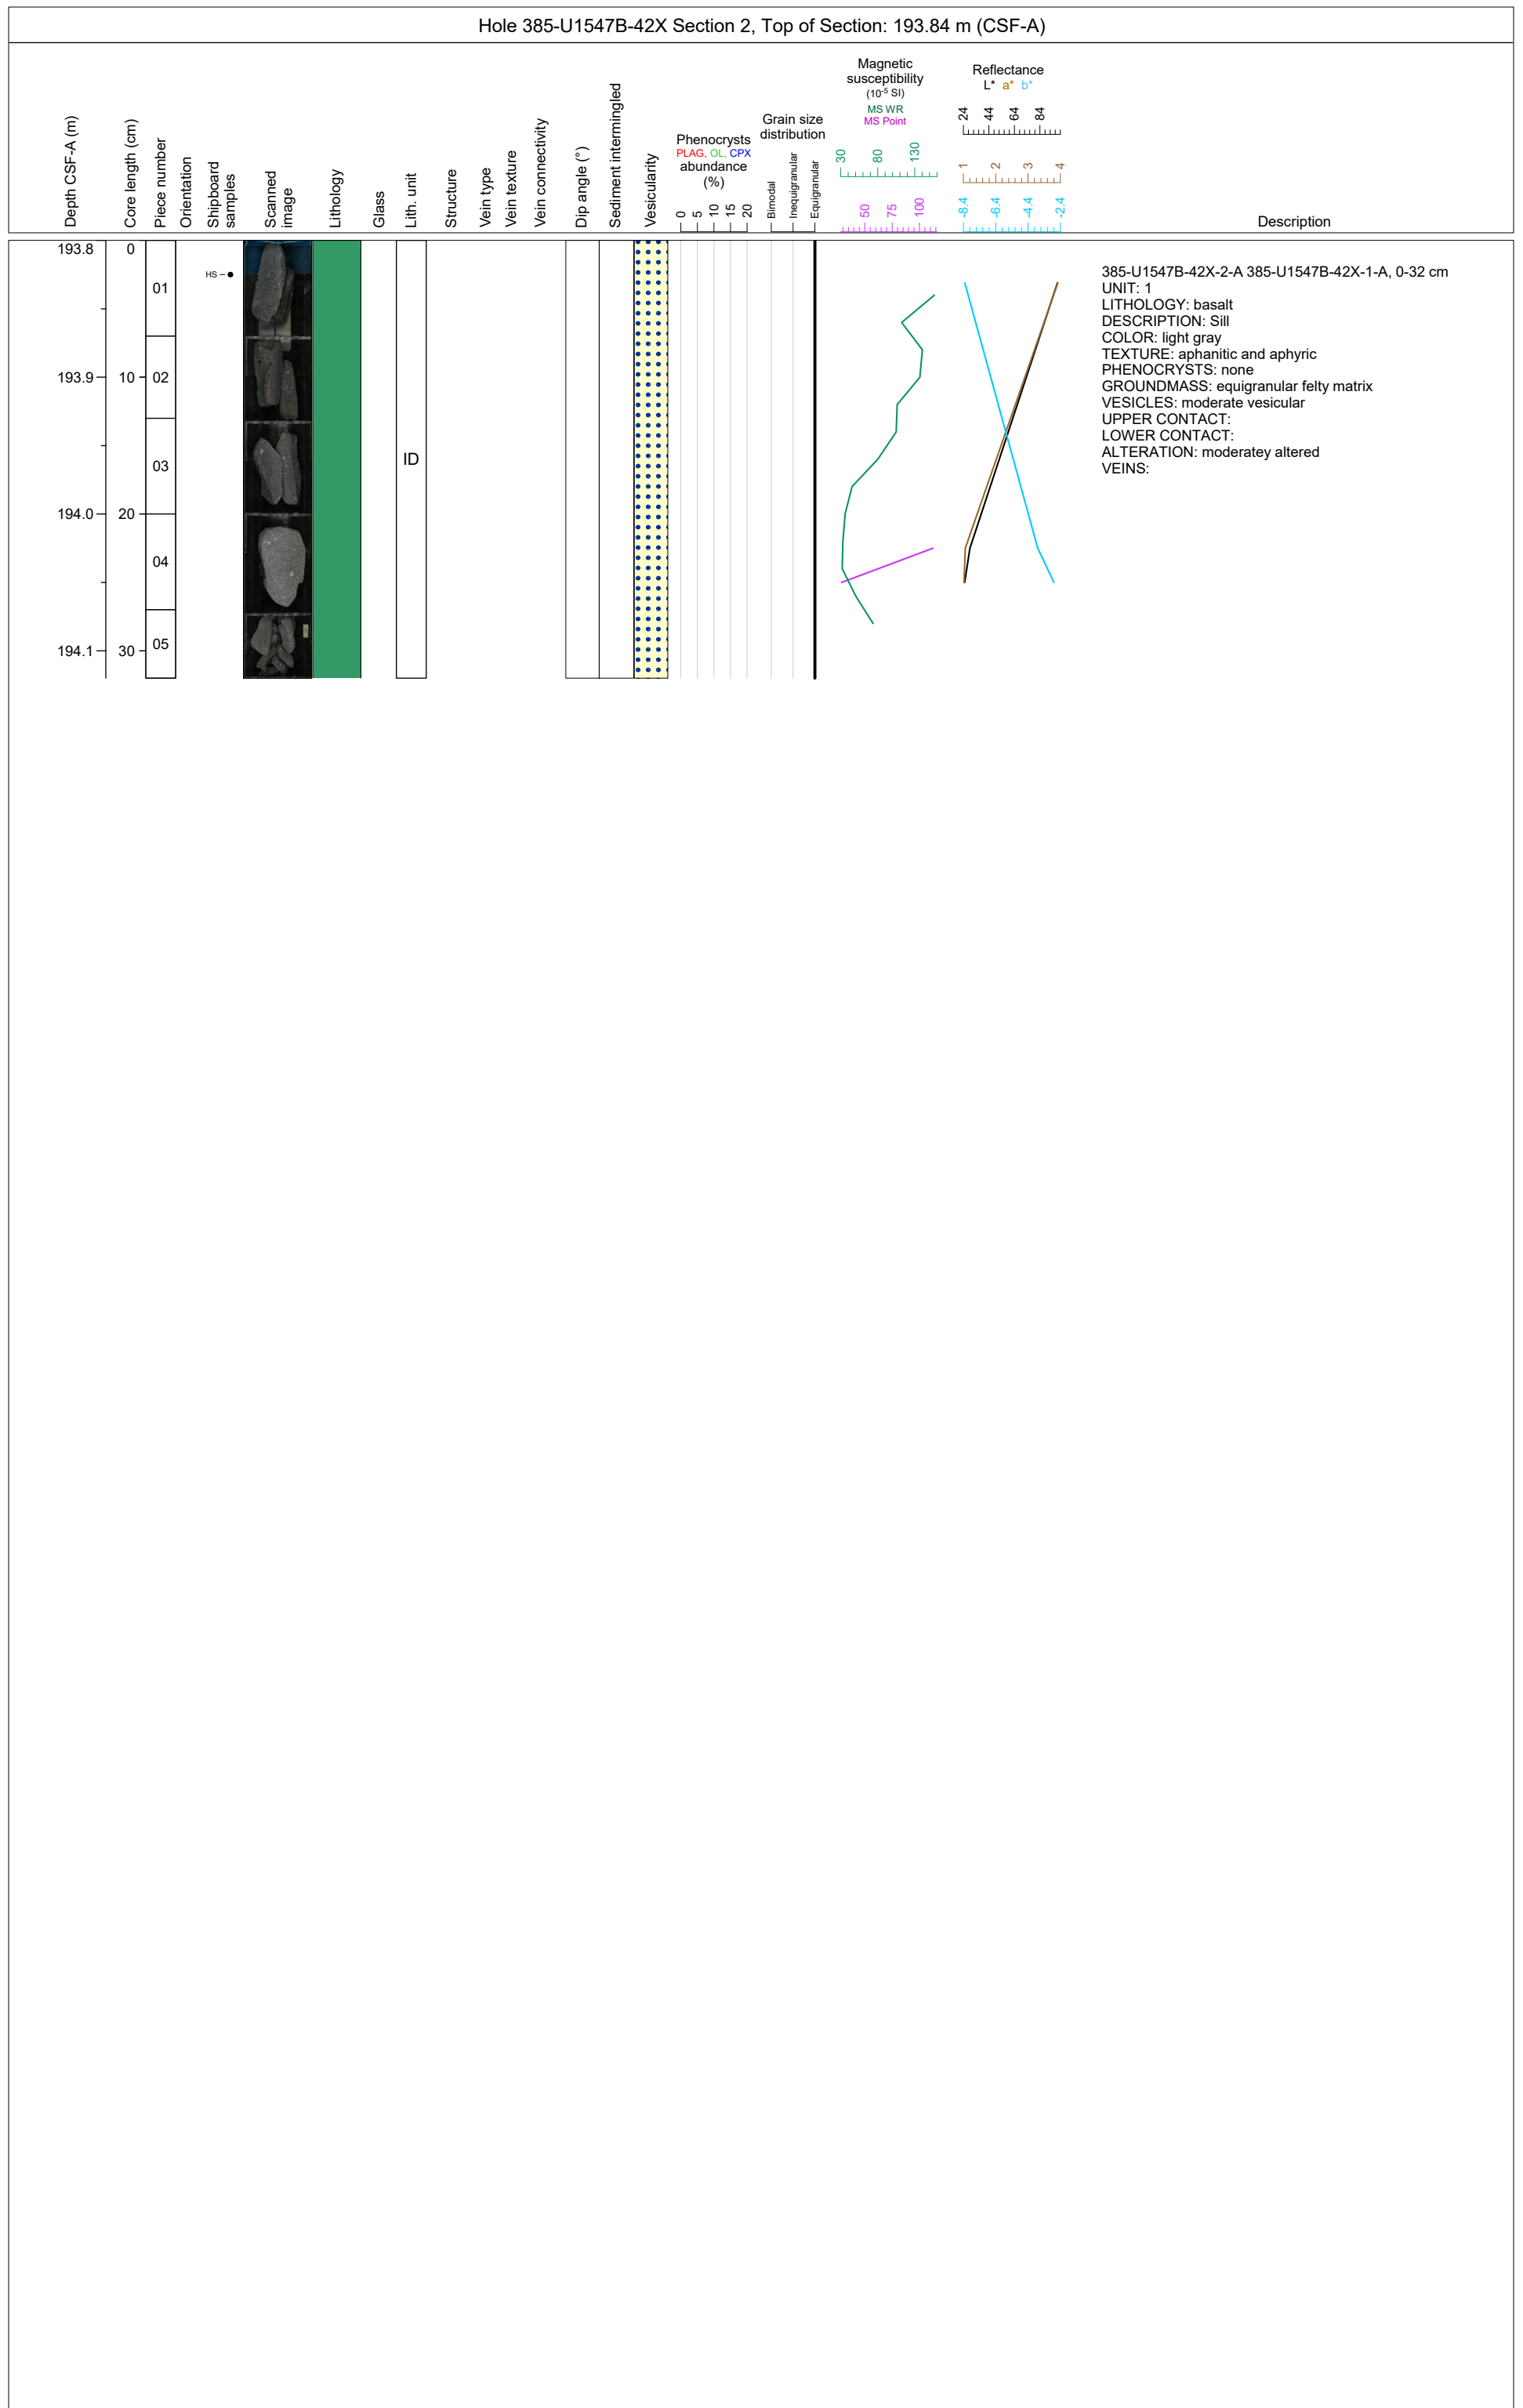 Hole 385-U1547B-42X Section 2, Top of Section: 193.84 m (CSF-A)
Depth CSF-A (m)
Core length (cm)
Piece number
Orientation
Shipboard
samples
Scanned
image
Lithology
Glass
Lith. unit
Structure
Vein type
Vein texture
Vein connectivity
Dip angle (°)
Sediment intermingled
Vesicularity
Phenocrysts
PLAG, OL, CPX
abundance
(%)
0 5 10 15 20
Grain size
distribution
Bimodal
Inequigranular
Equigranular
Magnetic
susceptibility
(10-5 SI)
MS WR
MS Point
30 80 130
50 75 100
Reflectance
L* a* b*
24 44 64 84
1 2 3 4
-8.4 -6.4 -4.4 -2.4
Description
193.8
193.9
194.0
194.1
0
10
20
30
01
02
03
04
05
HS
ID
385-U1547B-42X-2-A 385-U1547B-42X-1-A, 0-32 cm
UNIT: 1
LITHOLOGY: basalt
DESCRIPTION: Sill
COLOR: light gray
TEXTURE: aphanitic and aphyric
PHENOCRYSTS: none
GROUNDMASS: equigranular felty matrix
VESICLES: moderate vesicular
UPPER CONTACT:
LOWER CONTACT:
ALTERATION: moderatey altered
VEINS: